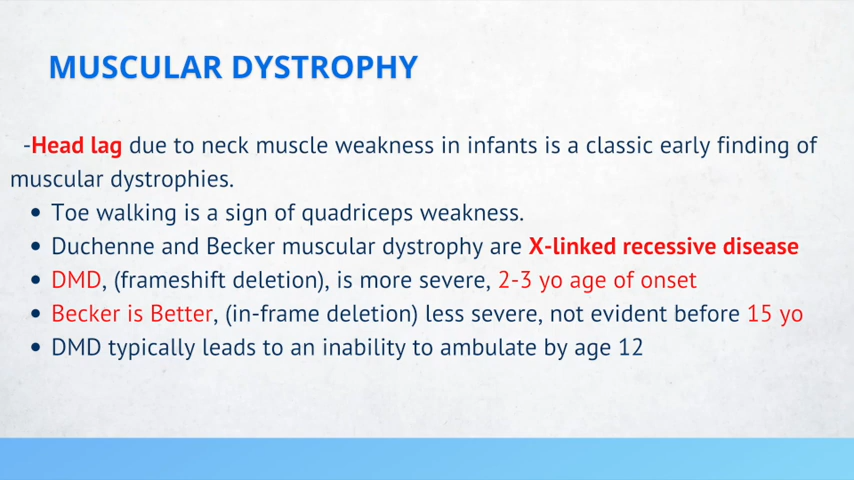 MUSCULAR DYSTROPHY
-Head lag due to neck muscle weakness in infants is a classic early finding of
muscular dystrophies.
• Toe walking is a sign of quadriceps weakness.
• Duchenne and Becker muscular dystrophy are X-linked recessive disease
• DMD, (frameshift deletion), is more severe, 2-3 yo age of onset
• Becker is Better, (in-frame deletion) less severe, not evident before 15 yo
• DMD typically leads to an inability to ambulate by age 12